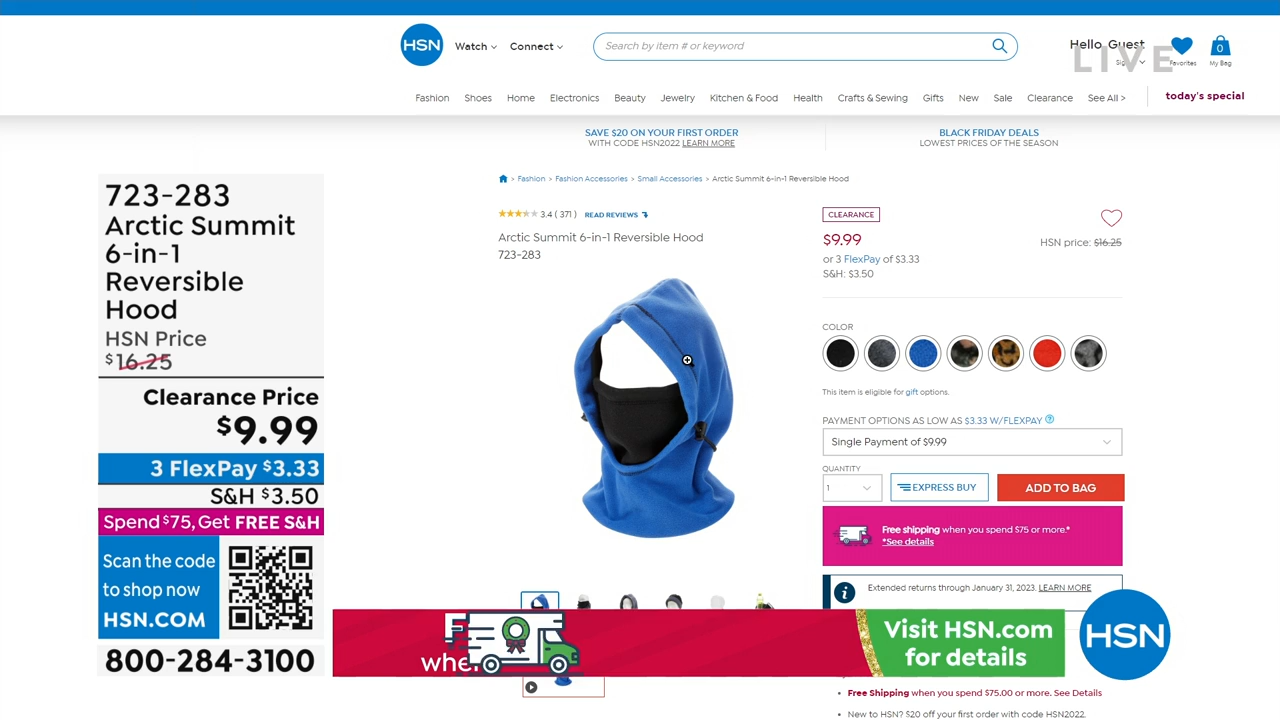 HSN
Watch
Connect
Search by item # or keyword
Hello, Guest
LIVE
Favorites
0
My Bag
Fashion
Shoes
Home
Electronics
Beauty
Jewelry
Kitchen & Food
Health
Crafts & Sewing
Gifts
New
Sale
Clearance
See All >
today's special
SAVE $20 ON YOUR FIRST ORDER
WITH CODE HSN2022 LEARN MORE
BLACK FRIDAY DEALS
LOWEST PRICES OF THE SEASON
> Fashion > Fashion Accessories > Small Accessories > Arctic Summit 6-in-1 Reversible Hood
723-283
Arctic Summit
6-in-1
Reversible
Hood
HSN Price
$16.25
Clearance Price
$9.99
3 FlexPay $3.33
S&H $3.50
Spend $75, Get FREE S&H
Scan the code
to shop now
HSN.COM
800-284-3100
3.4 ( 371 ) READ REVIEWS
Arctic Summit 6-in-1 Reversible Hood
723-283
CLEARANCE
$9.99
HSN price: $16.25
or 3 FlexPay of $3.33
S&H: $3.50
COLOR
This item is eligible for gift options.
PAYMENT OPTIONS AS LOW AS $3.33 W/FLEXPAY ?
Single Payment of $9.99
QUANTITY
1
EXPRESS BUY
ADD TO BAG
Free shipping when you spend $75 or more.*
*See details
i
Extended returns through January 31, 2023. LEARN MORE
Visit HSN.com
for details
HSN
Free Shipping when you spend $75.00 or more. See Details
New to HSN? $20 off your first order with code HSN2022.